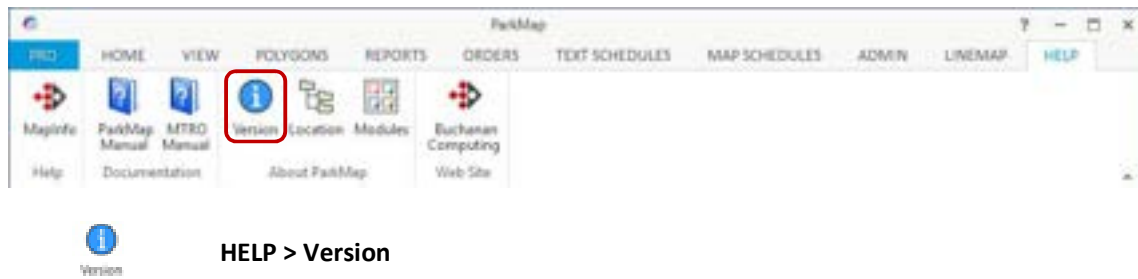 ParkMap
PRO HOME VIEW POLYGONS REPORTS ORDERS TEXT SCHEDULES MAP SCHEDULES ADMIN LINEMAP HELP
MapInfo ParkMap Manual MTRO Manual Version Location Modules Buchanan Computing
Help Documentation About ParkMap Web Site
Version
HELP > Version